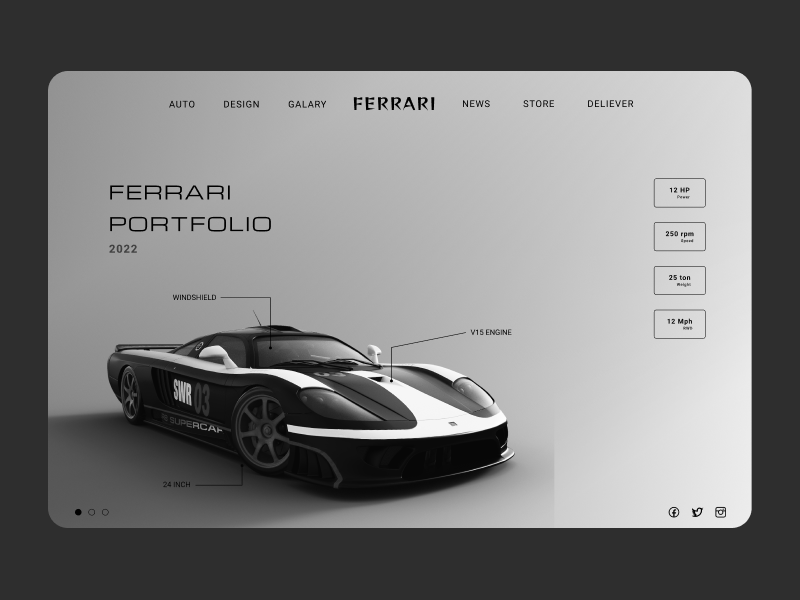 AUTO DESIGN GALARY FERRARI NEWS STORE DELIEVER
FERRARI
PORTFOLIO
2022
12 HP
Power
250 rpm
Speed
25 ton
Weight
12 Mph
WINDSHIELD
V15 ENGINE
SWR 03
SUPERCAR
24 INCH